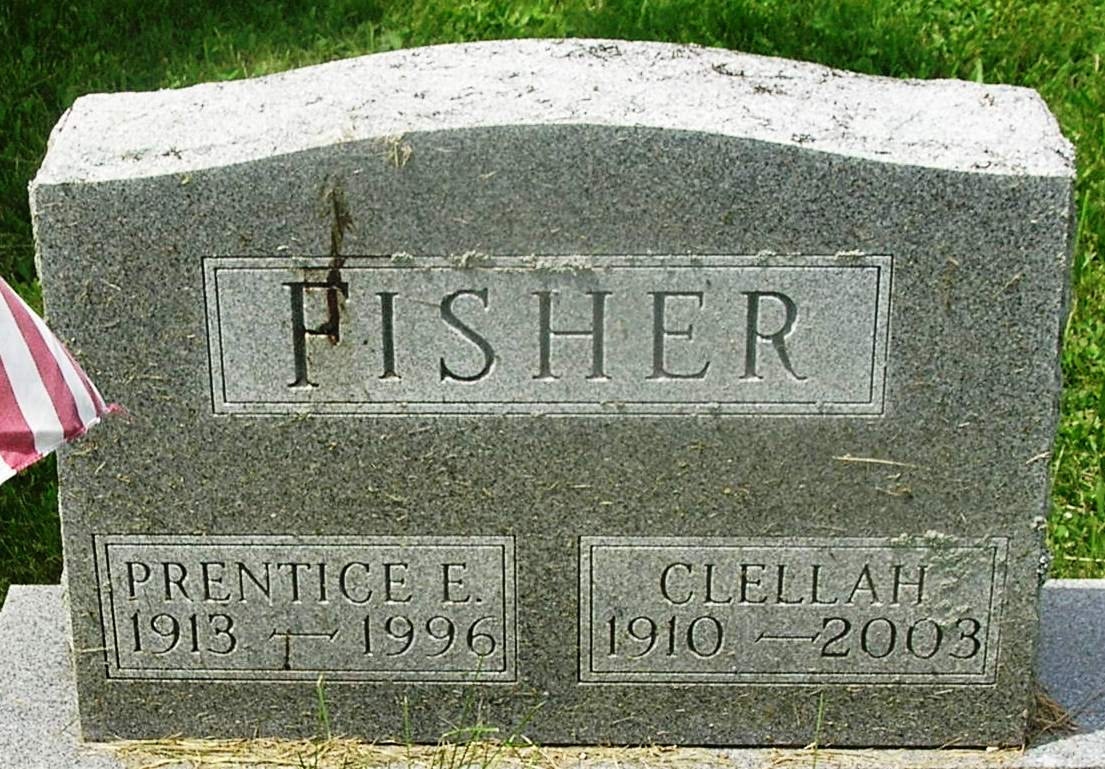 FISHER
PRENTICE E.
1913 — 1996
CLELLAH
1910 — 2003